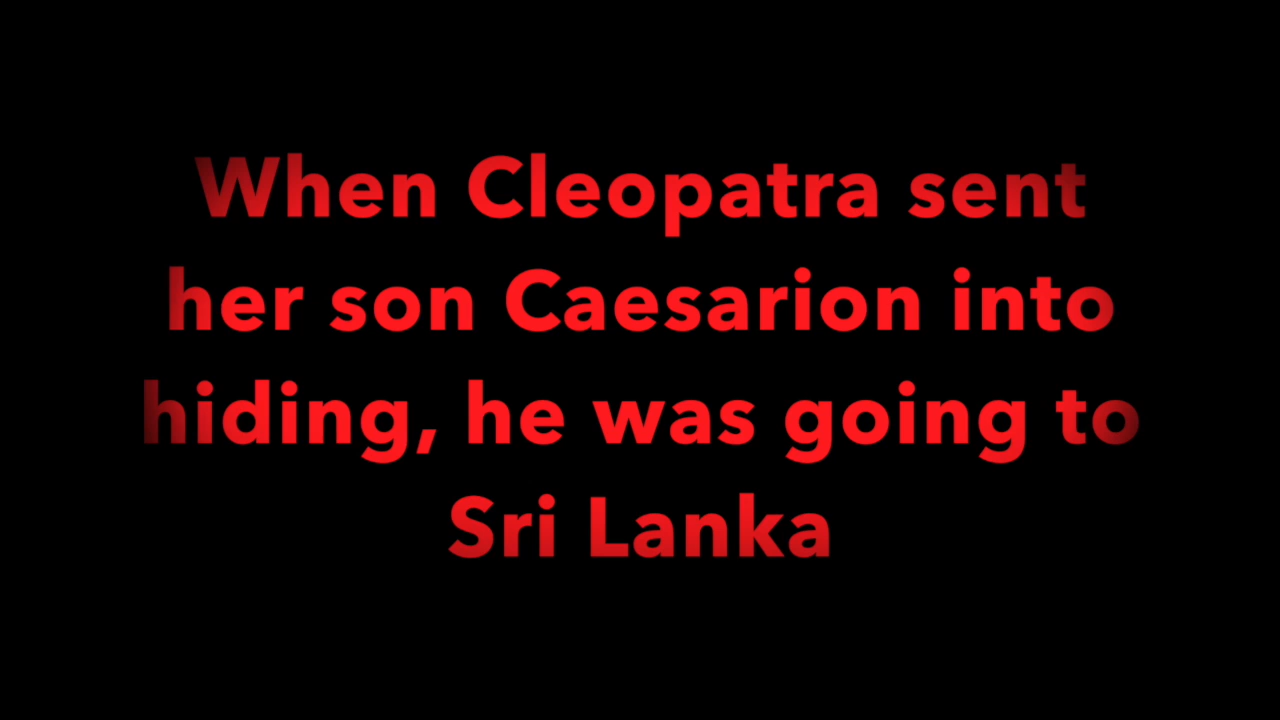 When Cleopatra sent
her son Caesarion into
hiding, he was going to
Sri Lanka